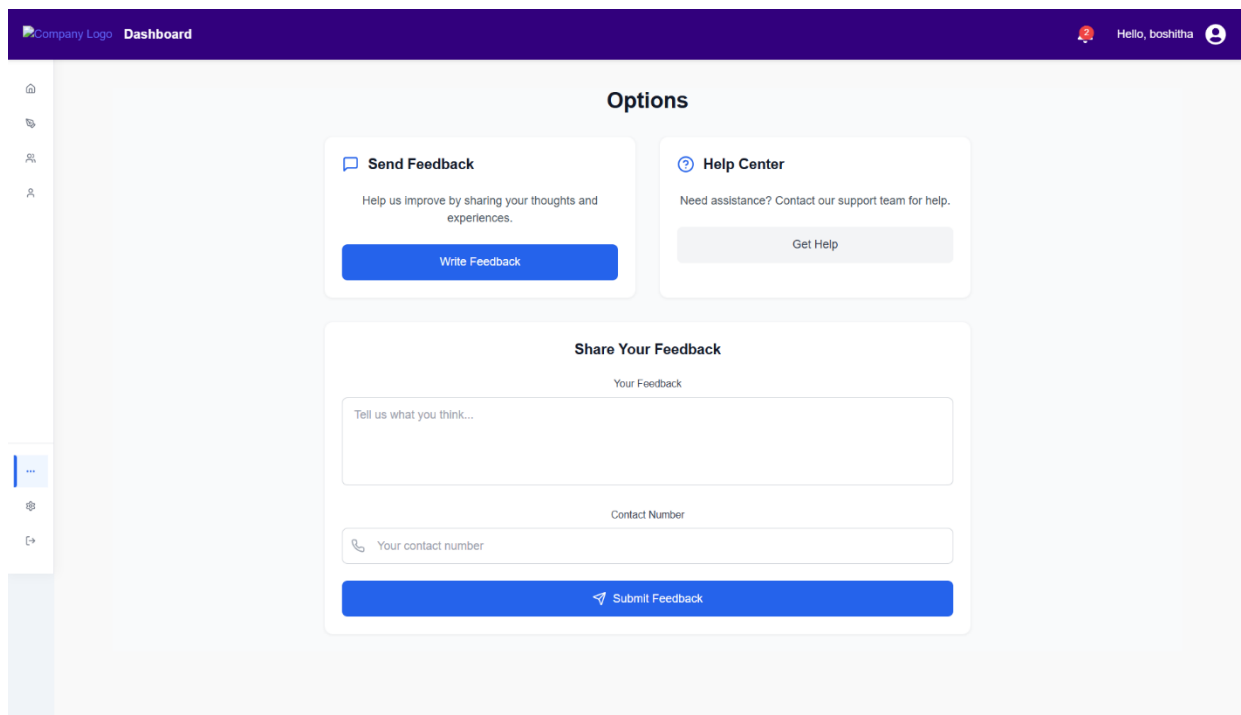 Company Logo Dashboard
2
Hello, boshitha
Options
Send Feedback
Help us improve by sharing your thoughts and
experiences.
Write Feedback
Help Center
Need assistance? Contact our support team for help.
Get Help
Share Your Feedback
Your Feedback
Tell us what you think...
Contact Number
Your contact number
Submit Feedback